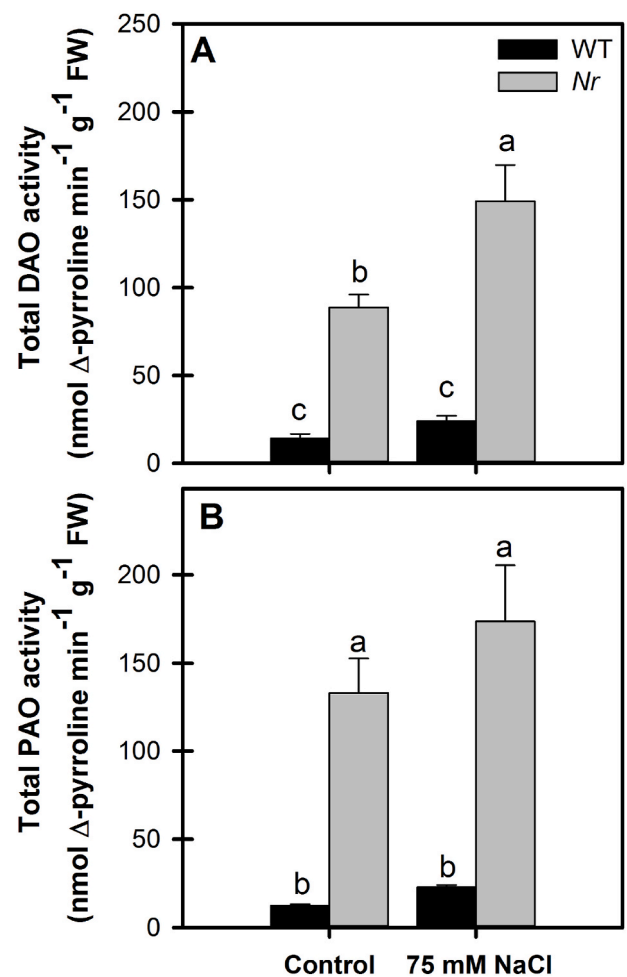 A
WT
Nr
Total DAO activity
(nmol Δ-pyrroline min⁻¹ g⁻¹ FW)
250
200
150
100
50
0
c
b
c
a
B
Total PAO activity
(nmol Δ-pyrroline min⁻¹ g⁻¹ FW)
200
150
100
50
0
b
a
b
a
Control
75 mM NaCl